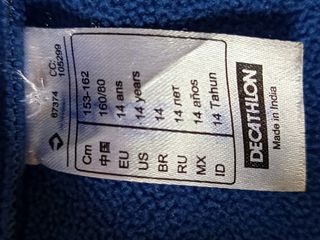 67374 CC:
105299
Cm 153-162
中国 160/80
EU 14 ans
US 14 years
BR 14
RU 14 лет
MX 14 años
ID 14 Tahun
DECATHLON
Made in India